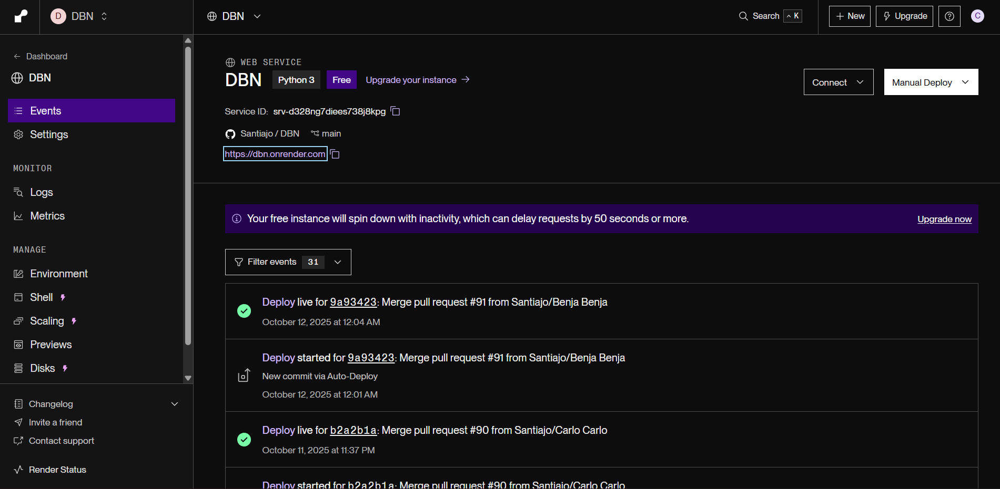 D DBN
DBN
Search ^ K
+ New
Upgrade
C
← Dashboard
DBN
Events
Settings
MONITOR
Logs
Metrics
MANAGE
Environment
Shell
Scaling
Previews
Disks
Changelog
Invite a friend
Contact support
Render Status
WEB SERVICE
DBN Python 3 Free Upgrade your instance →
Connect
Manual Deploy
Service ID: srv-d328ng7diees738j8kpg
Santiajo / DBN main
https://dbn.onrender.com
Your free instance will spin down with inactivity, which can delay requests by 50 seconds or more.
Upgrade now
Filter events 31
Deploy live for 9a93423: Merge pull request #91 from Santiajo/Benja Benja
October 12, 2025 at 12:04 AM
Deploy started for 9a93423: Merge pull request #91 from Santiajo/Benja Benja
New commit via Auto-Deploy
October 12, 2025 at 12:01 AM
Deploy live for b2a2b1a: Merge pull request #90 from Santiajo/Carlo Carlo
October 11, 2025 at 11:37 PM
Deploy started for b2a2b1a: Merge pull request #90 from Santiajo/Carlo Carlo